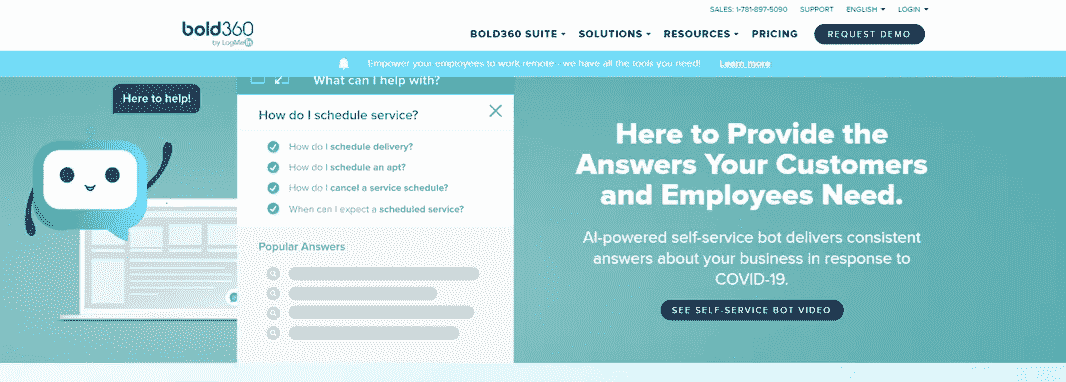 SALES: 1-781-897-5090 SUPPORT ENGLISH LOGIN
bold360
by LogMeIn
BOLD360 SUITE SOLUTIONS RESOURCES PRICING REQUEST DEMO
Empower your employees to work remote - we have all the tools you need! Learn more
Here to help!
What can I help with?
How do I schedule service?
How do I schedule delivery?
How do I schedule an apt?
How do I cancel a service schedule?
When can I expect a scheduled service?
Popular Answers
Here to Provide the
Answers Your Customers
and Employees Need.
AI-powered self-service bot delivers consistent
answers about your business in response to
COVID-19.
SEE SELF-SERVICE BOT VIDEO